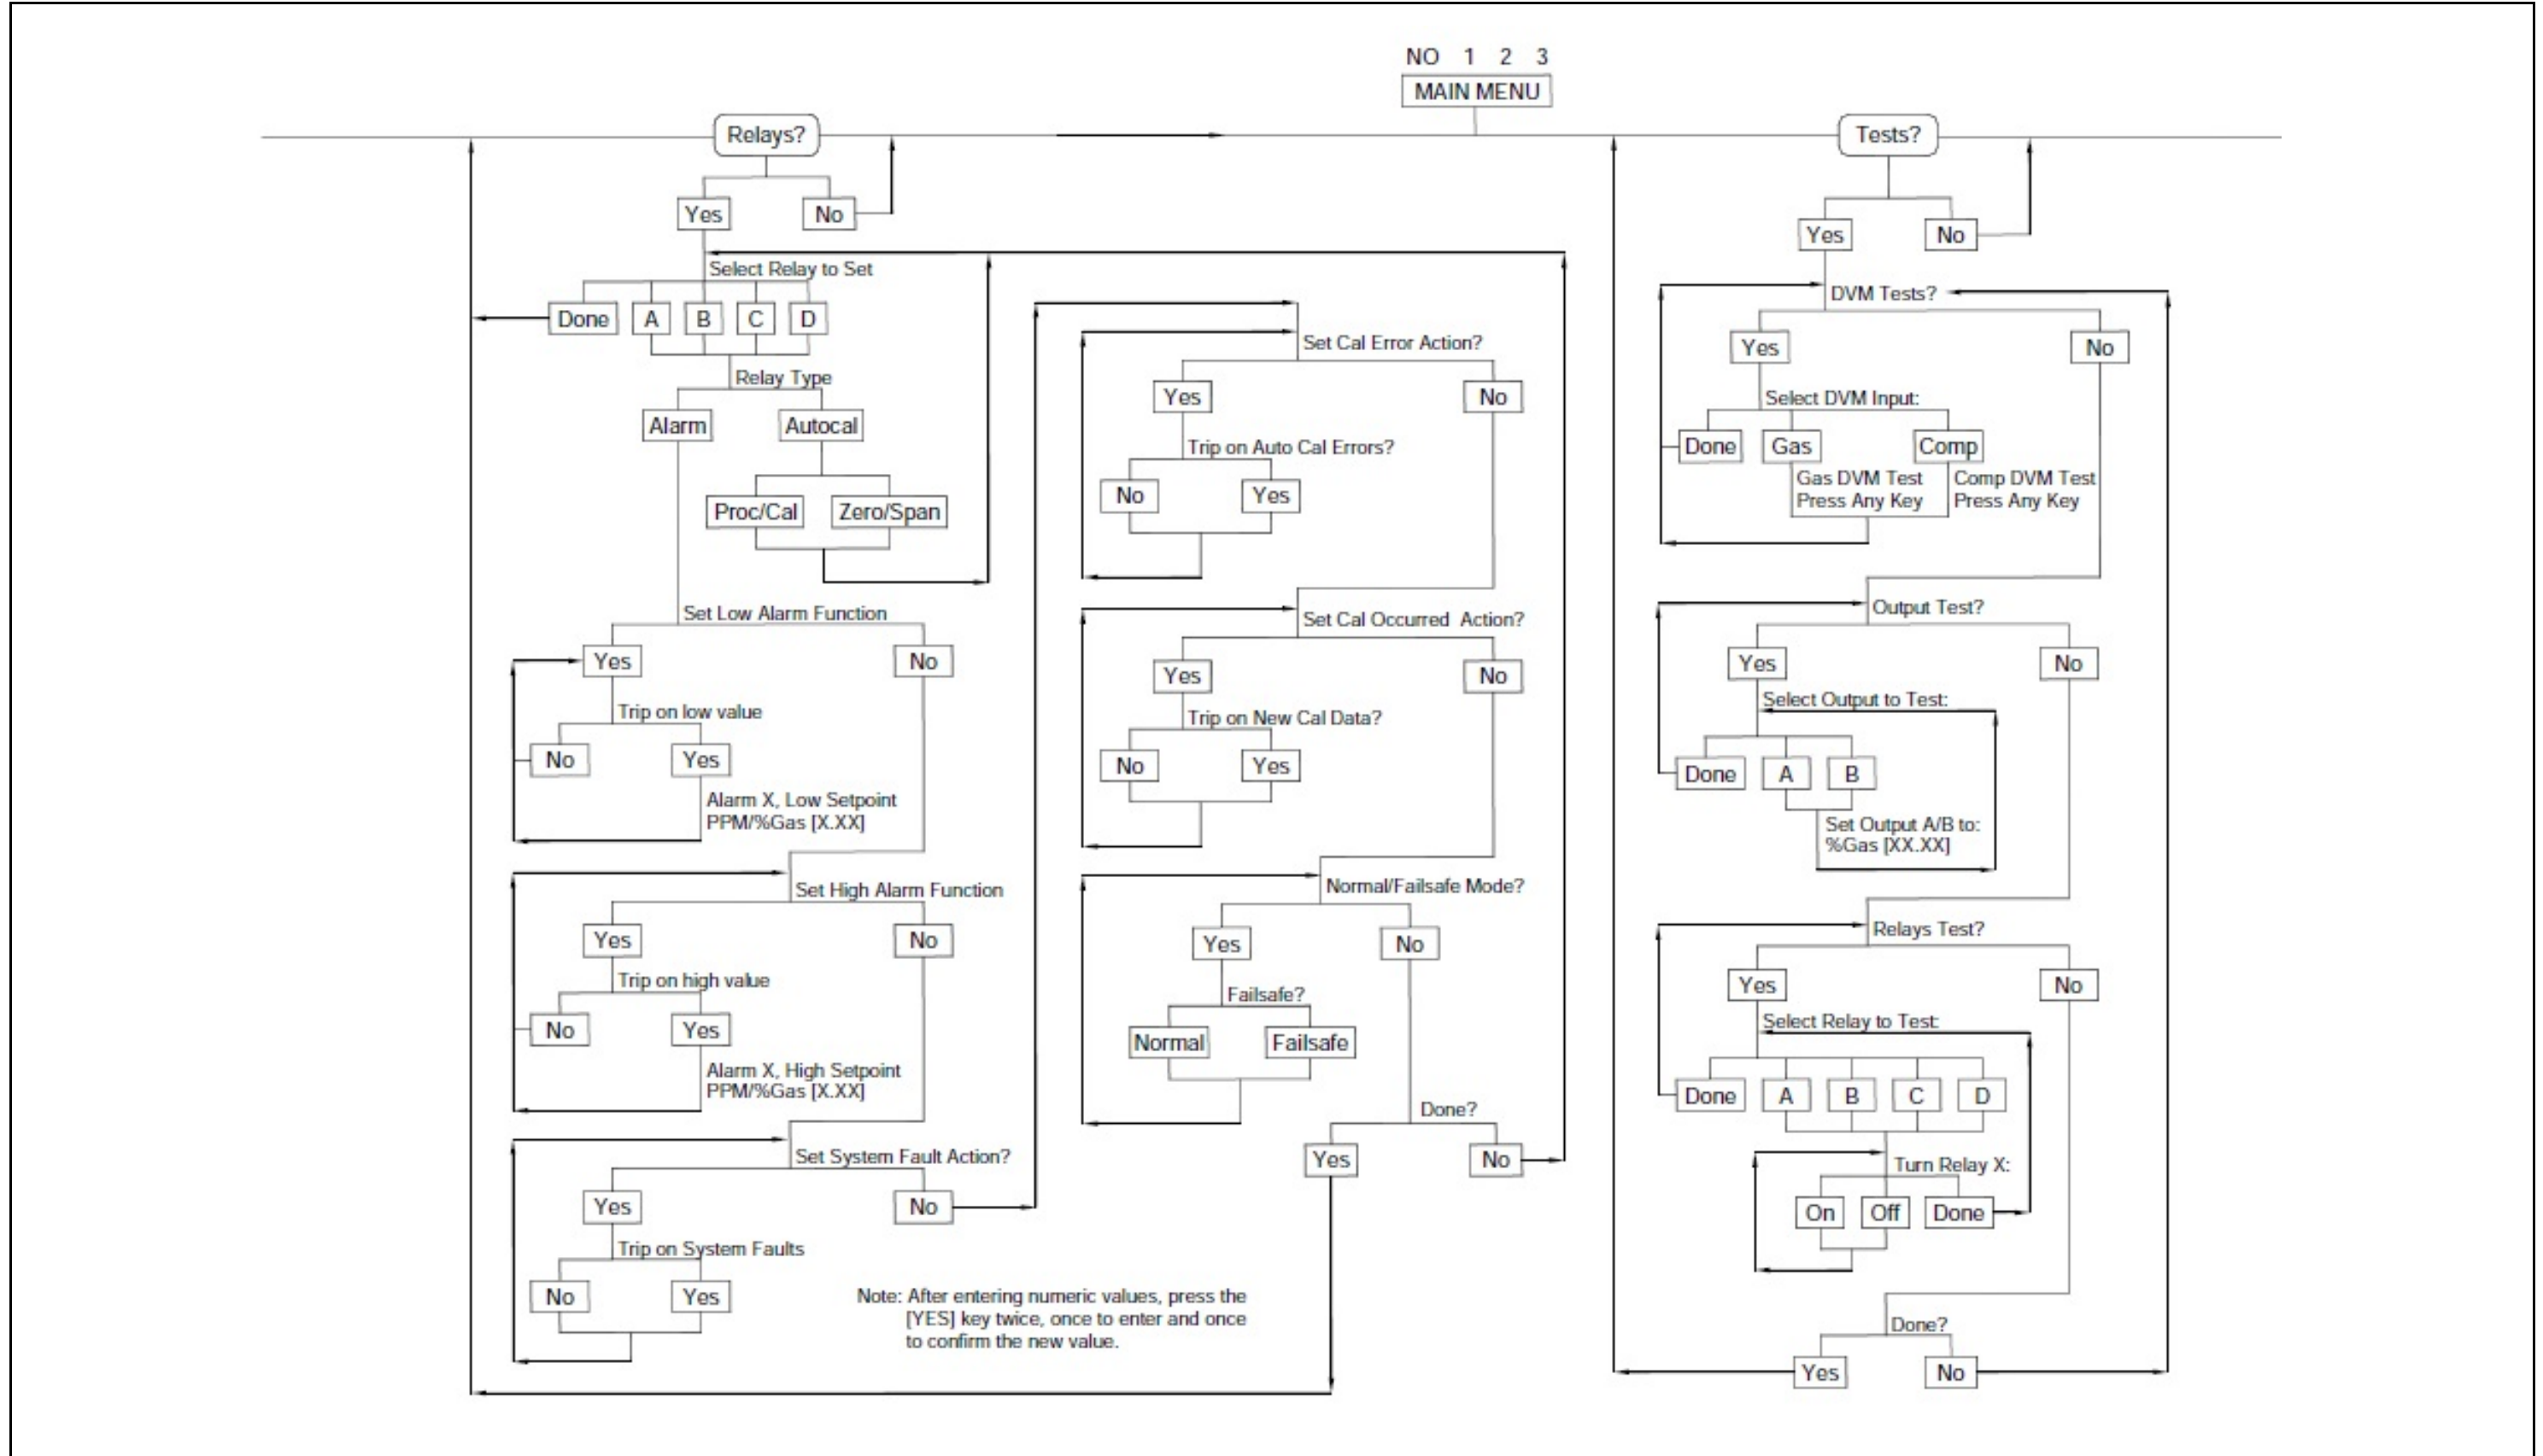 NO 1 2 3
MAIN MENU
Relays?
Yes
No
Select Relay to Set
Done
A
B
C
D
Relay Type
Alarm
Autocal
Proc/Cal
Zero/Span
Set Low Alarm Function
Yes
No
Trip on low value
No
Yes
Alarm X, Low Setpoint
PPM/%Gas [X.XX]
Set High Alarm Function
Yes
No
Trip on high value
No
Yes
Alarm X, High Setpoint
PPM/%Gas [X.XX]
Set System Fault Action?
Yes
No
Trip on System Faults
No
Yes
Set Cal Error Action?
Yes
No
Trip on Auto Cal Errors?
No
Yes
Set Cal Occurred Action?
Yes
No
Trip on New Cal Data?
No
Yes
Normal/Failsafe Mode?
Yes
No
Failsafe?
Normal
Failsafe
Done?
Yes
No
Note: After entering numeric values, press the
[YES] key twice, once to enter and once
to confirm the new value.
Tests?
Yes
No
DVM Tests?
Yes
No
Select DVM Input:
Done
Gas
Comp
Gas DVM Test
Press Any Key
Comp DVM Test
Press Any Key
Output Test?
Yes
No
Select Output to Test:
Done
A
B
Set Output A/B to:
%Gas [XX.XX]
Relays Test?
Yes
No
Select Relay to Test:
Done
A
B
C
D
Turn Relay X:
On
Off
Done
Done?
Yes
No